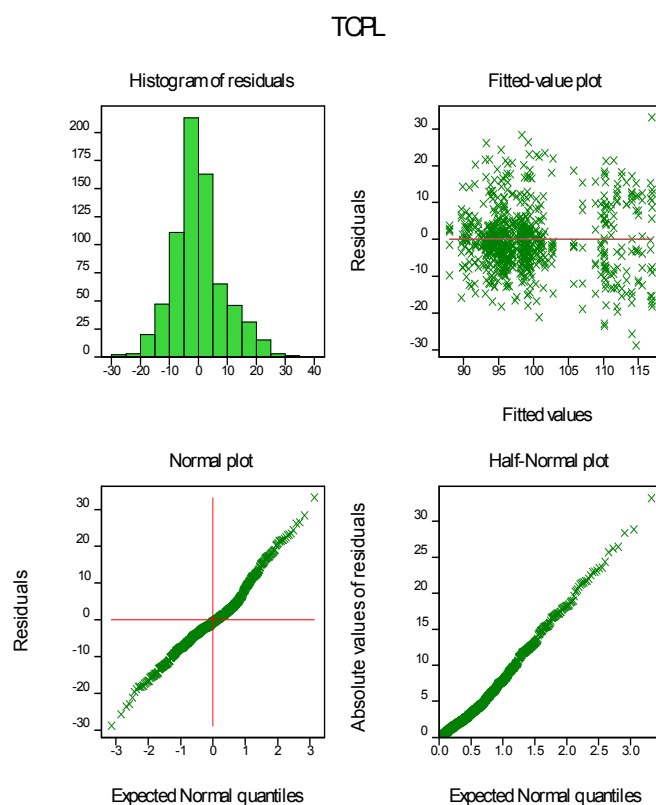 TCPL
Histogram of residuals
Fitted-value plot
200
175
150
125
100
75
50
25
0
-30 -20 -10 0 10 20 30 40
Residuals
30
20
10
0
-10
-20
-30
90 95 100 105 110 115
Fitted values
Normal plot
Half-Normal plot
Residuals
30
20
10
0
-10
-20
-30
-3 -2 -1 0 1 2 3
Expected Normal quantiles
Absolute values of residuals
30
25
20
15
10
5
0
0.0 0.5 1.0 1.5 2.0 2.5 3.0
Expected Normal quantiles